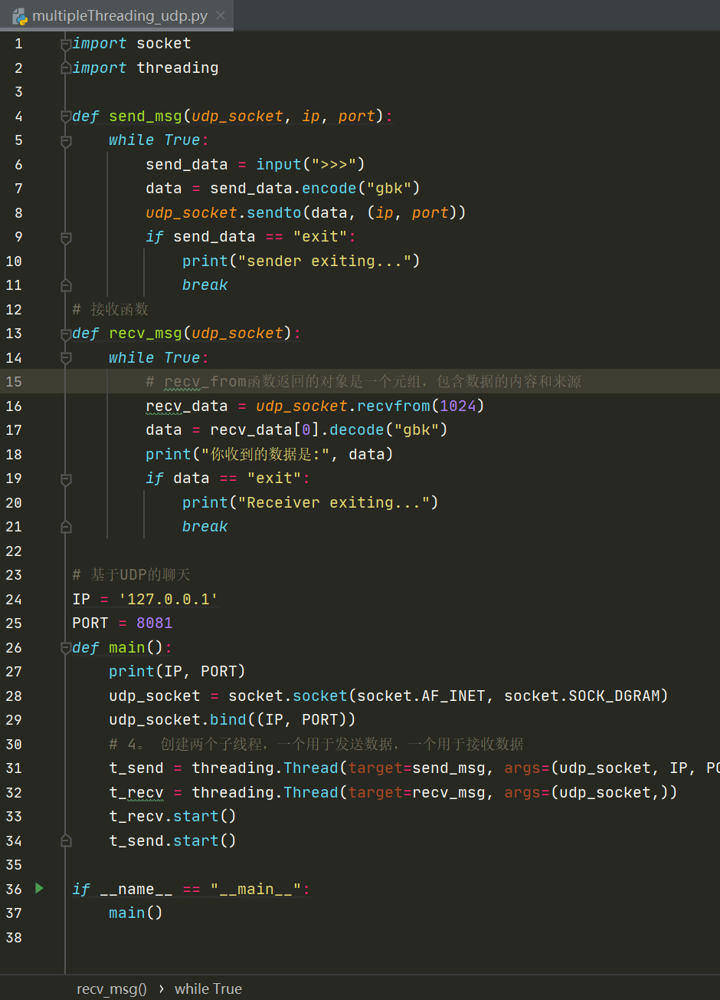 multipleThreading_udp.py
1 import socket
2 import threading
3
4 def send_msg(udp_socket, ip, port):
5 while True:
6 send_data = input(">>>")
7 data = send_data.encode("gbk")
8 udp_socket.sendto(data, (ip, port))
9 if send_data == "exit":
10 print("sender exiting...")
11 break
12 # 接收函数
13 def recv_msg(udp_socket):
14 while True:
15 # recv_from函数返回的对象是一个元组，包含数据的内容和来源
16 recv_data = udp_socket.recvfrom(1024)
17 data = recv_data[0].decode("gbk")
18 print("你收到的数据是:", data)
19 if data == "exit":
20 print("Receiver exiting...")
21 break
22
23 # 基于UDP的聊天
24 IP = '127.0.0.1'
25 PORT = 8081
26 def main():
27 print(IP, PORT)
28 udp_socket = socket.socket(socket.AF_INET, socket.SOCK_DGRAM)
29 udp_socket.bind((IP, PORT))
30 # 4。 创建两个子线程，一个用于发送数据，一个用于接收数据
31 t_send = threading.Thread(target=send_msg, args=(udp_socket, IP, PO
32 t_recv = threading.Thread(target=recv_msg, args=(udp_socket,))
33 t_recv.start()
34 t_send.start()
35
36 if __name__ == "__main__":
37 main()
38
recv_msg() › while True